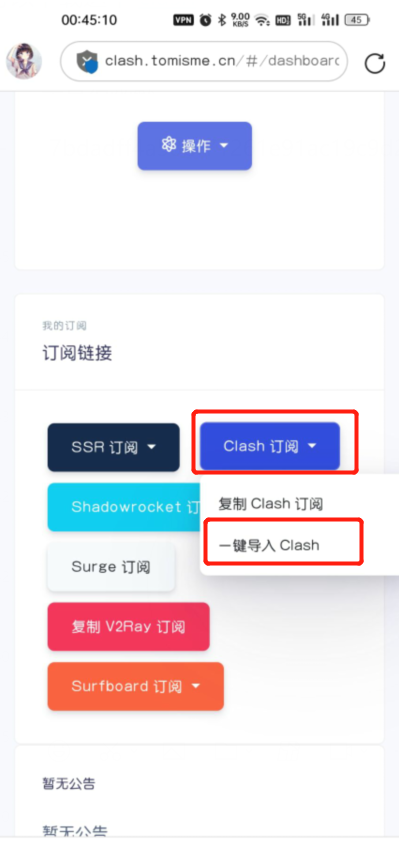 00:45:10 VPN 9.00 KB/S HD 5G 4G 45
clash.tomisme.cn/#/dashboard
操作
我的订阅
订阅链接
SSR 订阅
Clash 订阅
复制 Clash 订阅
Shadowrocket 订
一键导入 Clash
Surge 订阅
复制 V2Ray 订阅
Surfboard 订阅
暂无公告
暂无公告